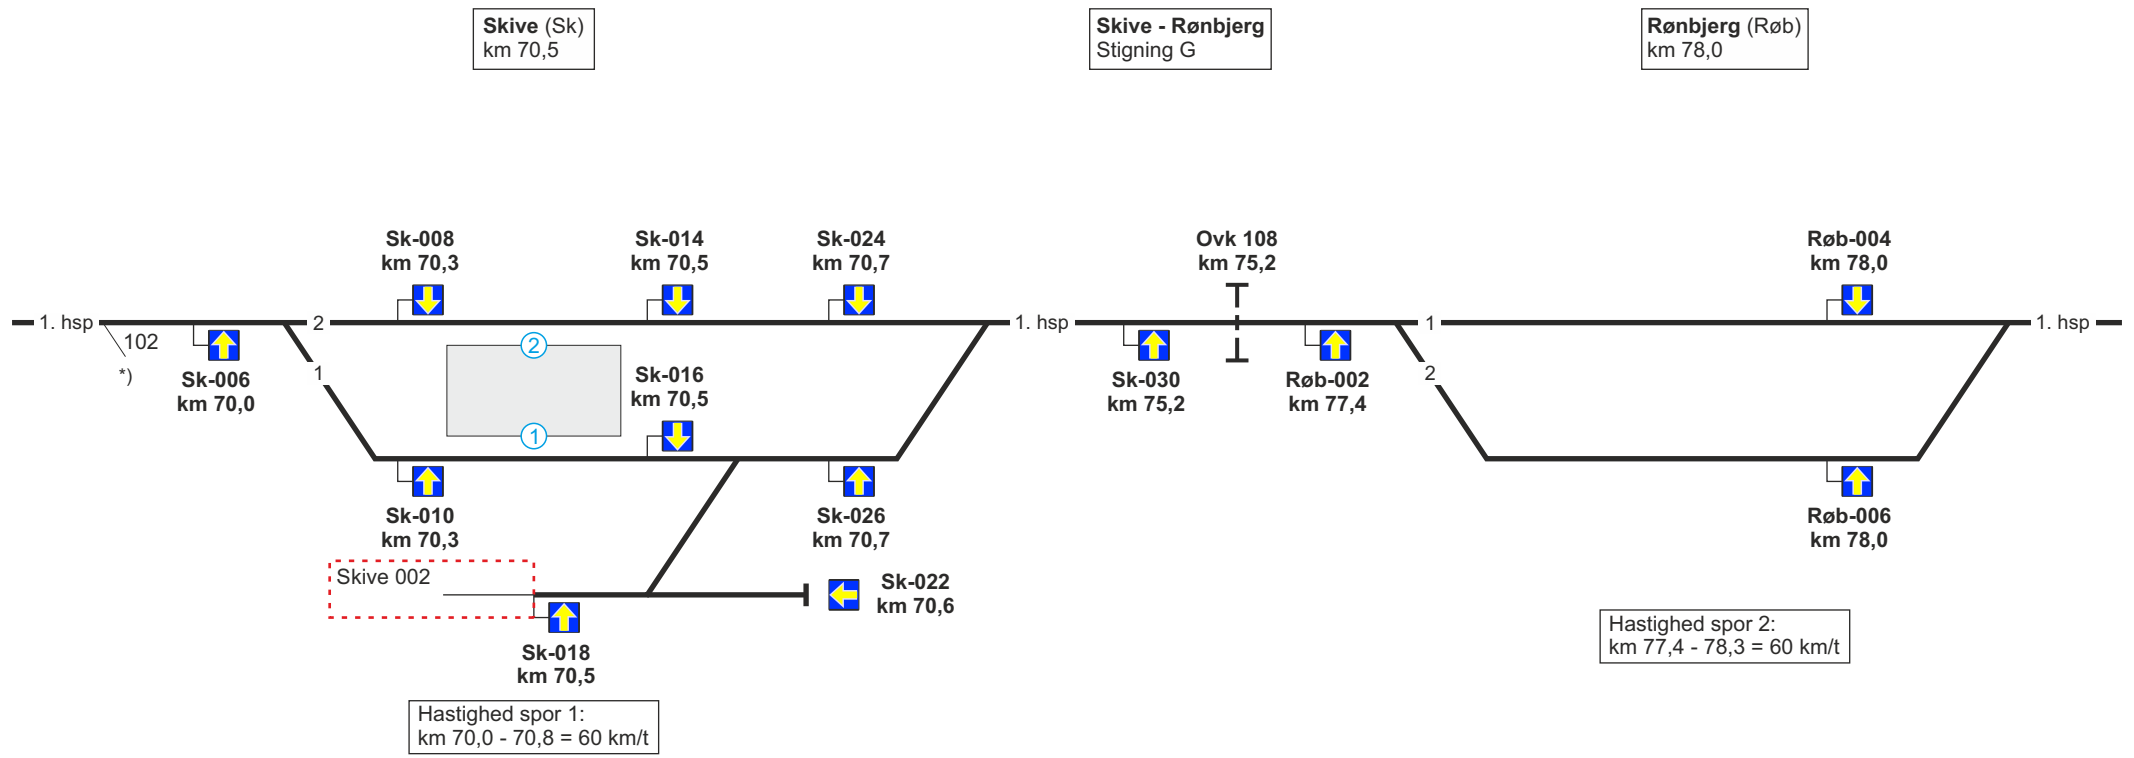 Skive (Sk)
km 70,5
Skive - Rønbjerg
Stigning G
Rønbjerg (Røb)
km 78,0
Sk-008
km 70,3
Sk-014
km 70,5
Sk-024
km 70,7
Ovk 108
km 75,2
Røb-004
km 78,0
1. hsp
2
1. hsp
1
1. hsp
102
*)
Sk-006
km 70,0
1
2
Sk-016
km 70,5
Sk-030
km 75,2
Røb-002
km 77,4
2
1
Sk-010
km 70,3
Sk-026
km 70,7
Røb-006
km 78,0
Skive 002
Sk-022
km 70,6
Sk-018
km 70,5
Hastighed spor 2:
km 77,4 - 78,3 = 60 km/t
Hastighed spor 1:
km 70,0 - 70,8 = 60 km/t